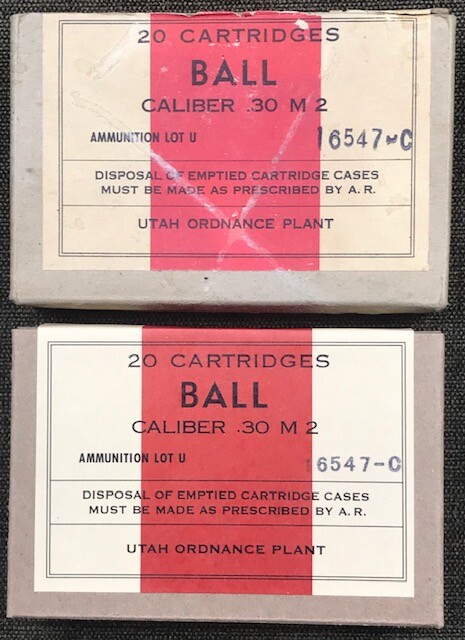 20 CARTRIDGES
BALL
CALIBER .30 M 2
AMMUNITION LOT U 16547-C
DISPOSAL OF EMPTIED CARTRIDGE CASES
MUST BE MADE AS PRESCRIBED BY A. R.
UTAH ORDNANCE PLANT
20 CARTRIDGES
BALL
CALIBER .30 M 2
AMMUNITION LOT U 16547-C
DISPOSAL OF EMPTIED CARTRIDGE CASES
MUST BE MADE AS PRESCRIBED BY A. R.
UTAH ORDNANCE PLANT